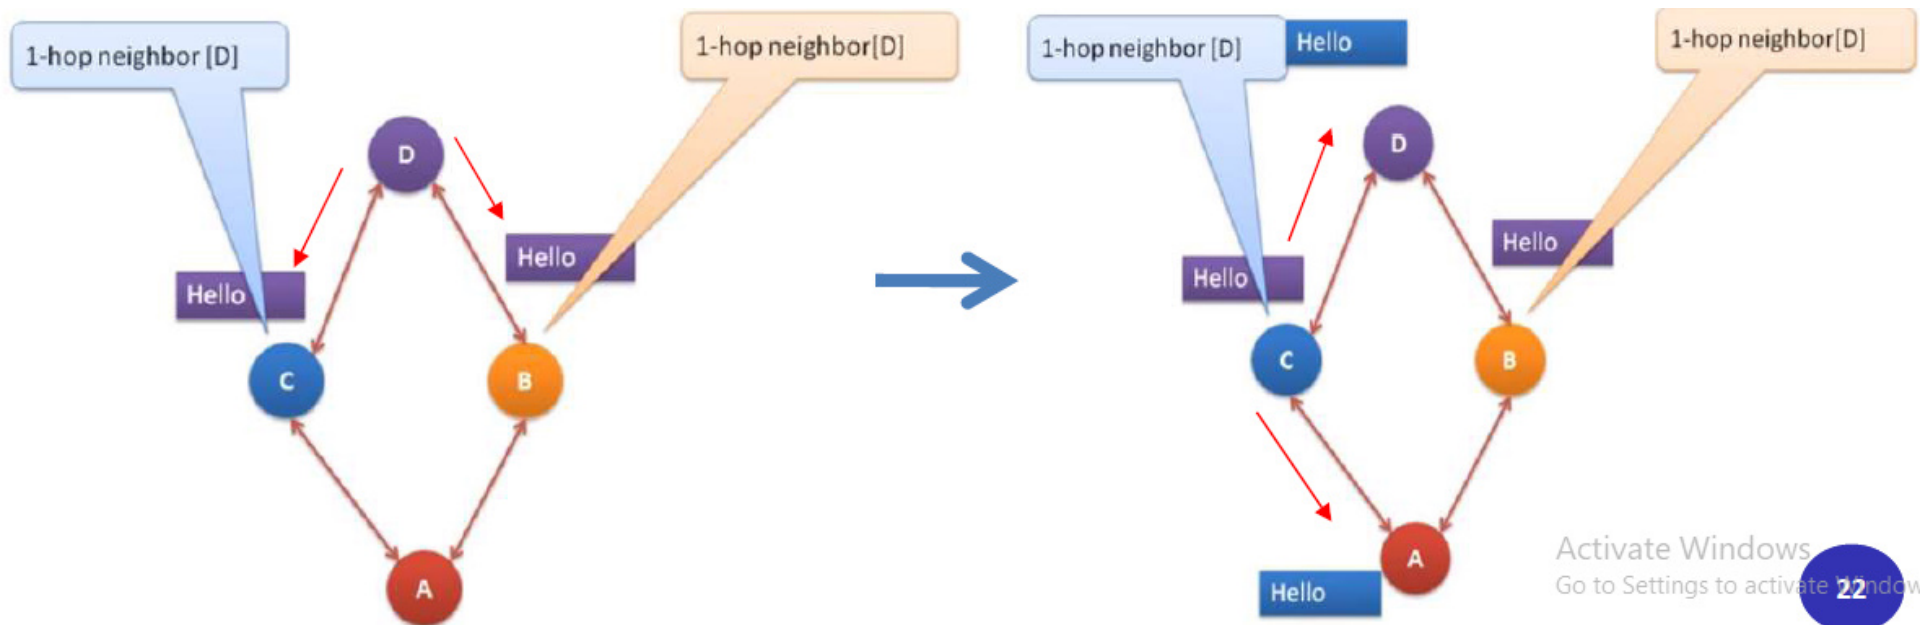 1-hop neighbor [D]
1-hop neighbor[D]
D
Hello
Hello
C
B
A
1-hop neighbor [D]
Hello
1-hop neighbor[D]
D
Hello
Hello
C
B
A
Hello
Activate Windows
Go to Settings to activate Window
22